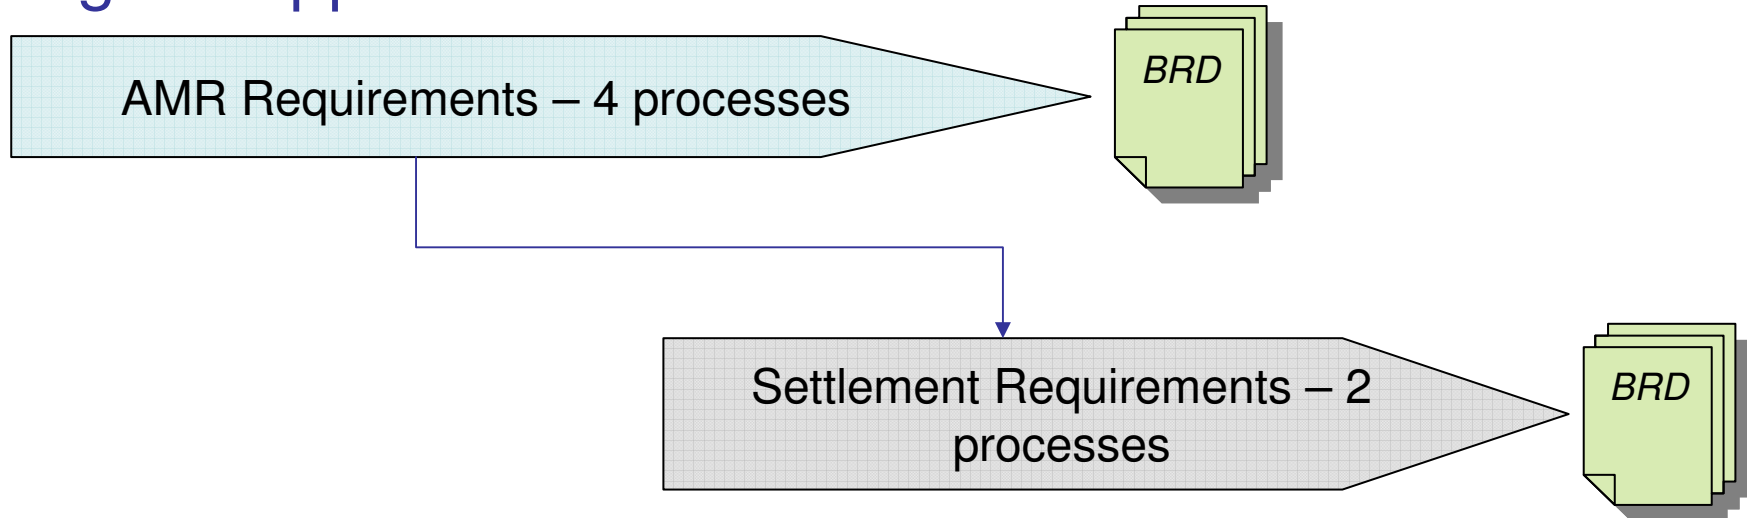 AMR Requirements – 4 processes
BRD
Settlement Requirements – 2
processes
BRD